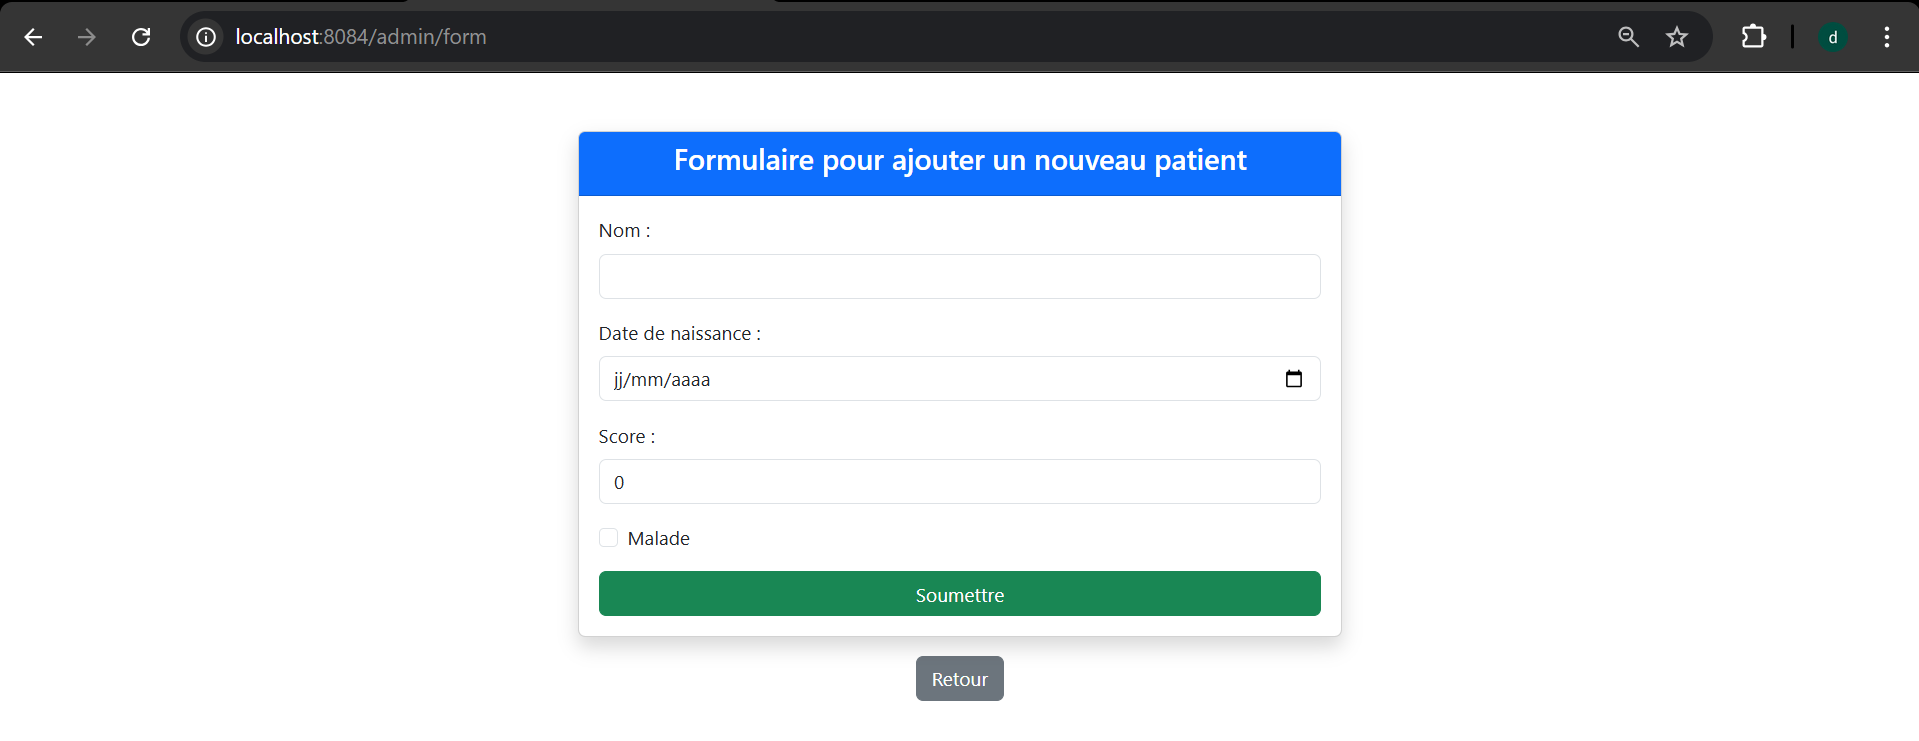 localhost:8084/admin/form
d
Formulaire pour ajouter un nouveau patient
Nom :
Date de naissance :
jj/mm/aaaa
Score :
0
Malade
Soumettre
Retour